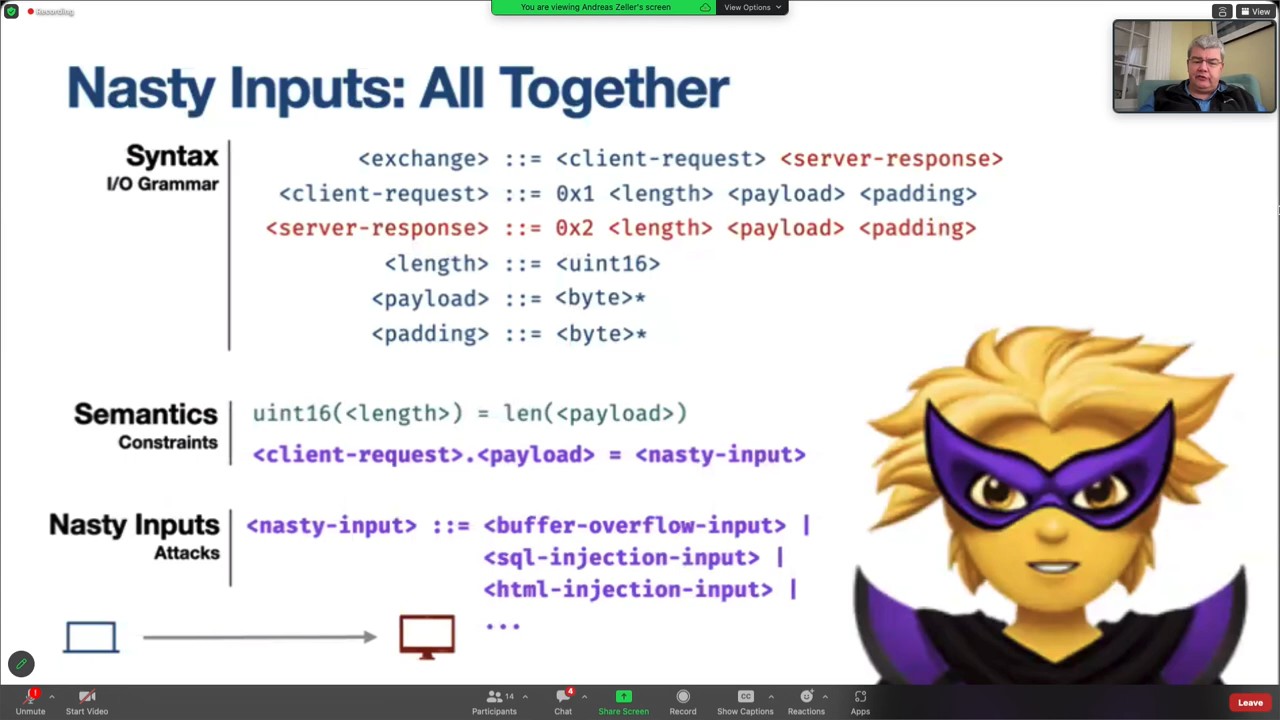 Recording
You are viewing Andreas Zeller's screen
View Options
View
Nasty Inputs: All Together
Syntax
I/O Grammar
<exchange> ::= <client-request> <server-response>
<client-request> ::= 0x1 <length> <payload> <padding>
<server-response> ::= 0x2 <length> <payload> <padding>
<length> ::= <uint16>
<payload> ::= <byte>*
<padding> ::= <byte>*
Semantics
Constraints
uint16(<length>) = len(<payload>)
<client-request>.<payload> = <nasty-input>
Nasty Inputs
Attacks
<nasty-input> ::= <buffer-overflow-input> |
<sql-injection-input> |
<html-injection-input> |
...
Unmute
Start Video
14
Participants
4
Chat
Share Screen
Record
CC
Show Captions
Reactions
Apps
Leave